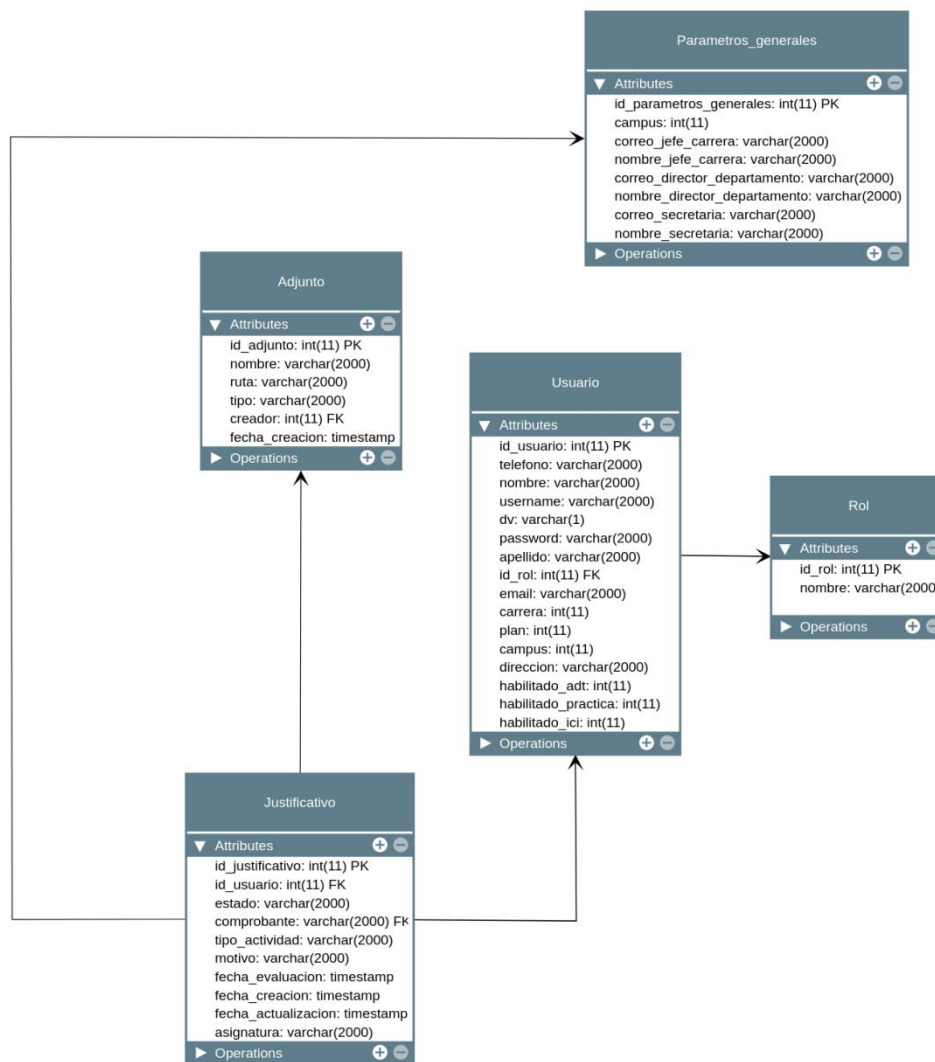 Parametros_generales
Attributes
id_parametros_generales: int(11) PK
campus: int(11)
correo_jefe_carrera: varchar(2000)
nombre_jefe_carrera: varchar(2000)
correo_director_departamento: varchar(2000)
nombre_director_departamento: varchar(2000)
correo_secretaria: varchar(2000)
nombre_secretaria: varchar(2000)
Operations
Adjunto
Attributes
id_adjunto: int(11) PK
nombre: varchar(2000)
ruta: varchar(2000)
tipo: varchar(2000)
creador: int(11) FK
fecha_creacion: timestamp
Operations
Usuario
Attributes
id_usuario: int(11) PK
telefono: varchar(2000)
nombre: varchar(2000)
username: varchar(2000)
dv: varchar(1)
password: varchar(2000)
apellido: varchar(2000)
id_rol: int(11) FK
email: varchar(2000)
carrera: int(11)
plan: int(11)
campus: int(11)
direccion: varchar(2000)
habilitado_adt: int(11)
habilitado_practica: int(11)
habilitado_ici: int(11)
Operations
Rol
Attributes
id_rol: int(11) PK
nombre: varchar(2000
Operations
Justificativo
Attributes
id_justificativo: int(11) PK
id_usuario: int(11) FK
estado: varchar(2000)
comprobante: varchar(2000) FK
tipo_actividad: varchar(2000)
motivo: varchar(2000)
fecha_evaluacion: timestamp
fecha_creacion: timestamp
fecha_actualizacion: timestamp
asignatura: varchar(2000)
Operations